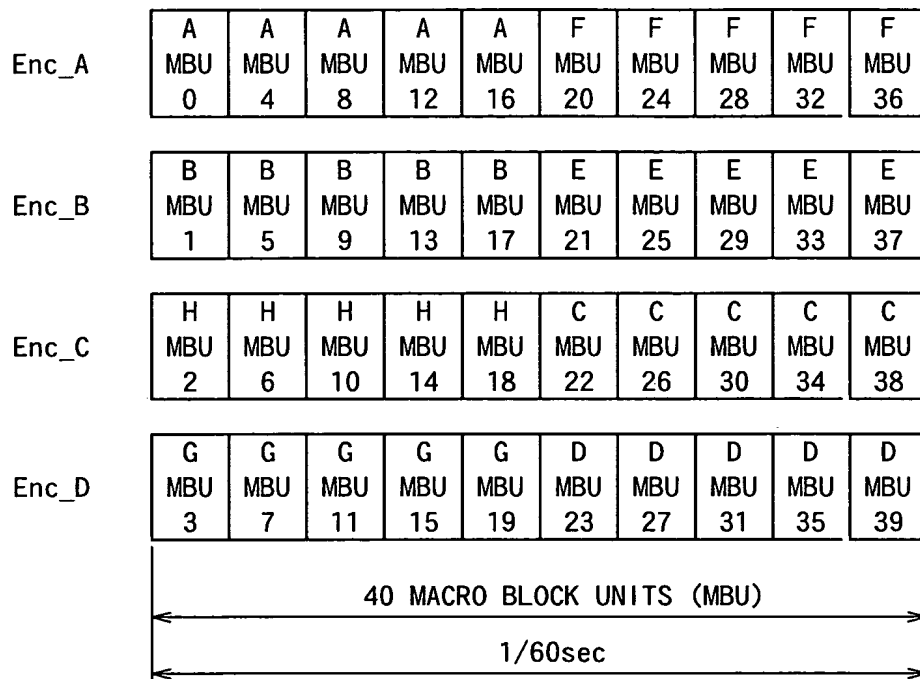 A A A A A F F F F F
Enc_A MBU MBU MBU MBU MBU MBU MBU MBU MBU MBU
0 4 8 12 16 20 24 28 32 36
B B B B B E E E E E
Enc_B MBU MBU MBU MBU MBU MBU MBU MBU MBU MBU
1 5 9 13 17 21 25 29 33 37
H H H H H C C C C C
Enc_C MBU MBU MBU MBU MBU MBU MBU MBU MBU MBU
2 6 10 14 18 22 26 30 34 38
G G G G G D D D D D
Enc_D MBU MBU MBU MBU MBU MBU MBU MBU MBU MBU
3 7 11 15 19 23 27 31 35 39
40 MACRO BLOCK UNITS (MBU)
1/60sec